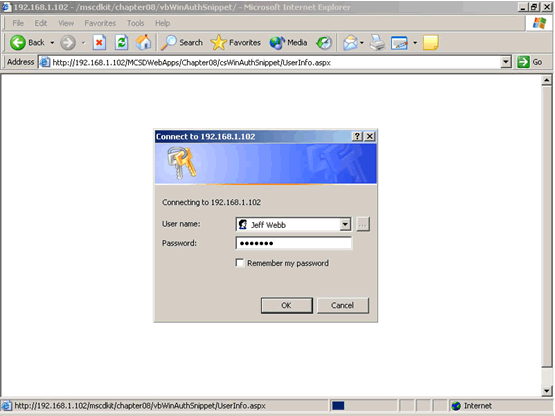 192.168.1.102 - /mscdkit/chapter08/vbWinAuthSnippet/ - Microsoft Internet Explorer
File Edit View Favorites Tools Help
Back Search Favorites Media
Address http://192.168.1.102/MCSDWebApps/Chapter08/csWinAuthSnippet/UserInfo.aspx Go
Connect to 192.168.1.102
Connecting to 192.168.1.102
User name: Jeff Webb ...
Password: ●●●●●●●
Remember my password
OK Cancel
http://192.168.1.102/mscdkit/chapter08/vbWinAuthSnippet/UserInfo.aspx Internet